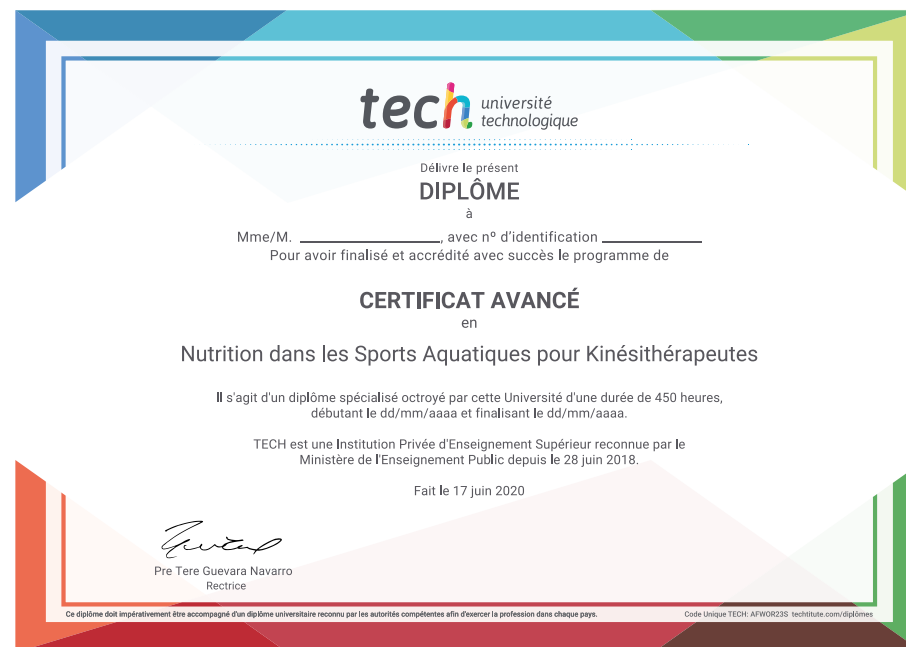 tech université
technologique
Délivre le présent
DIPLÔME
à
Mme/M. ____________, avec nº d'identification ____________
Pour avoir finalisé et accrédité avec succès le programme de
CERTIFICAT AVANCÉ
en
Nutrition dans les Sports Aquatiques pour Kinésithérapeutes
Il s'agit d'un diplôme spécialisé octroyé par cette Université d'une durée de 450 heures,
débutant le dd/mm/aaaa et finalisant le dd/mm/aaaa.
TECH est une Institution Privée d'Enseignement Supérieur reconnue par le
Ministère de l'Enseignement Public depuis le 28 juin 2018.
Fait le 17 juin 2020
Pre Tere Guevara Navarro
Rectrice
Ce diplôme doit impérativement être accompagné d'un diplôme universitaire reconnu par les autorités compétentes afin d'exercer la profession dans chaque pays.
Code Unique TECH: AFWOR23S techtitute.com/diplômes